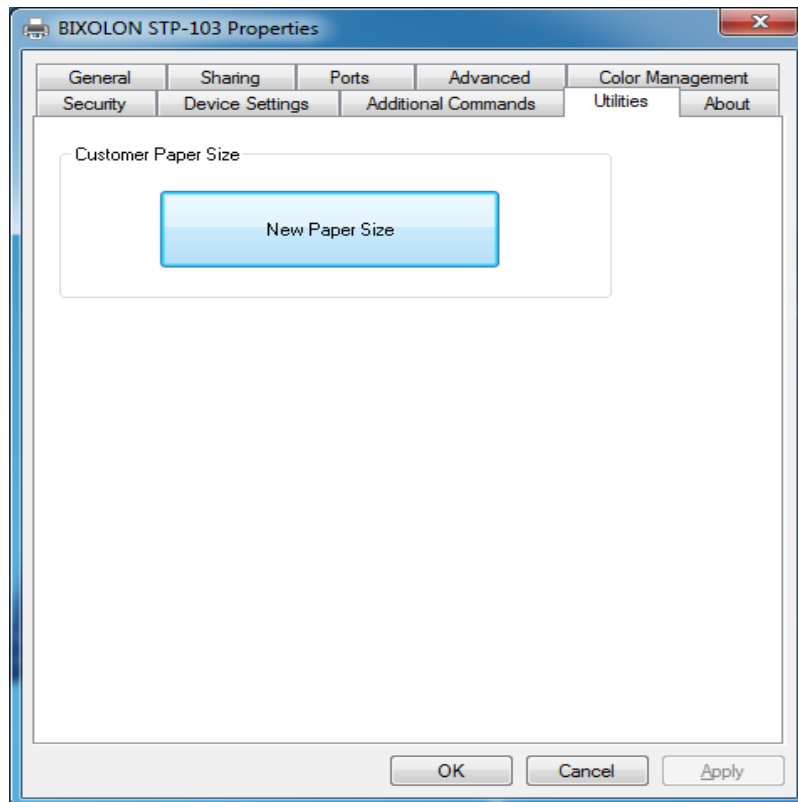 BIXOLON STP-103 Properties
General Sharing Ports Advanced Color Management
Security Device Settings Additional Commands Utilities About
Customer Paper Size
New Paper Size
OK Cancel Apply